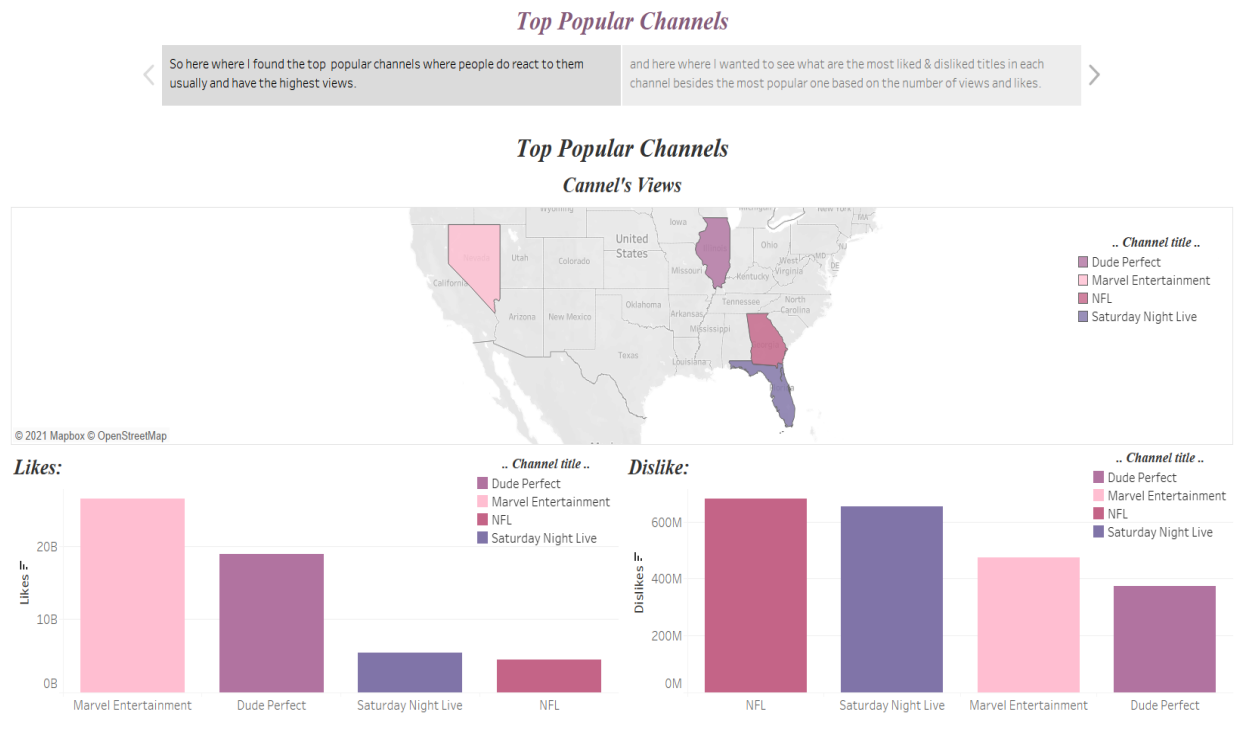 Top Popular Channels
So here where I found the top popular channels where people do react to them
usually and have the highest views.
and here where I wanted to see what are the most liked & disliked titles in each
channel besides the most popular one based on the number of views and likes.
Top Popular Channels
Cannel's Views
Wyoming
Iowa
United
States
Utah
Colorado
California
Missouri
Ohio
West
Virginia
MD
DE
NJ
MA
Kentucky
Arizona
New Mexico
Oklahoma
Arkansas
Tennessee
North
Carolina
Mississippi
Texas
Louisiana
.. Channel title ..
Dude Perfect
Marvel Entertainment
NFL
Saturday Night Live
© 2021 Mapbox © OpenStreetMap
Likes:
.. Channel title ..
Dude Perfect
Marvel Entertainment
NFL
Saturday Night Live
Likes
20B
10B
0B
Marvel Entertainment
Dude Perfect
Saturday Night Live
NFL
Dislike:
.. Channel title ..
Dude Perfect
Marvel Entertainment
NFL
Saturday Night Live
Dislikes
600M
400M
200M
0M
NFL
Saturday Night Live
Marvel Entertainment
Dude Perfect